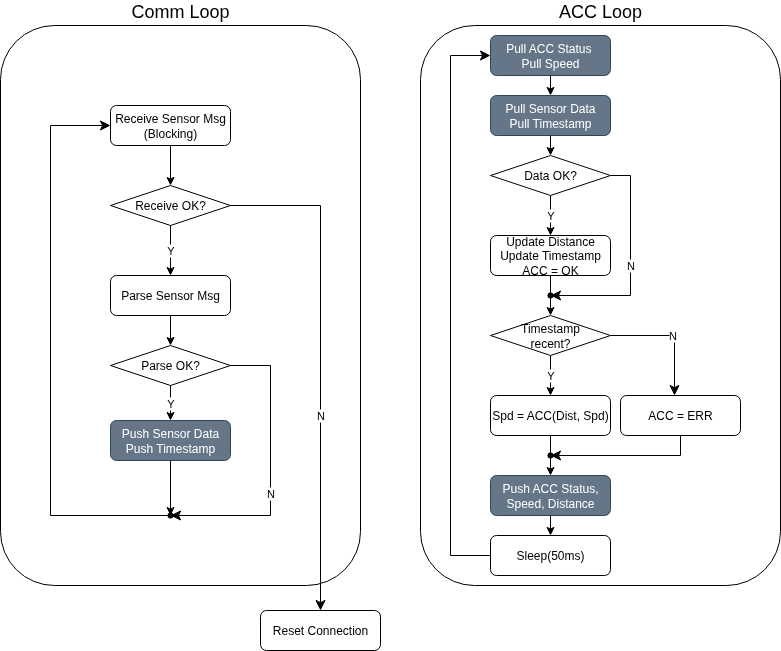 Comm Loop
Receive Sensor Msg
(Blocking)
Receive OK?
Y
Parse Sensor Msg
Parse OK?
Y
Push Sensor Data
Push Timestamp
N
N
Reset Connection
ACC Loop
Pull ACC Status
Pull Speed
Pull Sensor Data
Pull Timestamp
Data OK?
Y
Update Distance
Update Timestamp
ACC = OK
N
Timestamp
recent?
Y
N
Spd = ACC(Dist, Spd)
ACC = ERR
Push ACC Status,
Speed, Distance
Sleep(50ms)